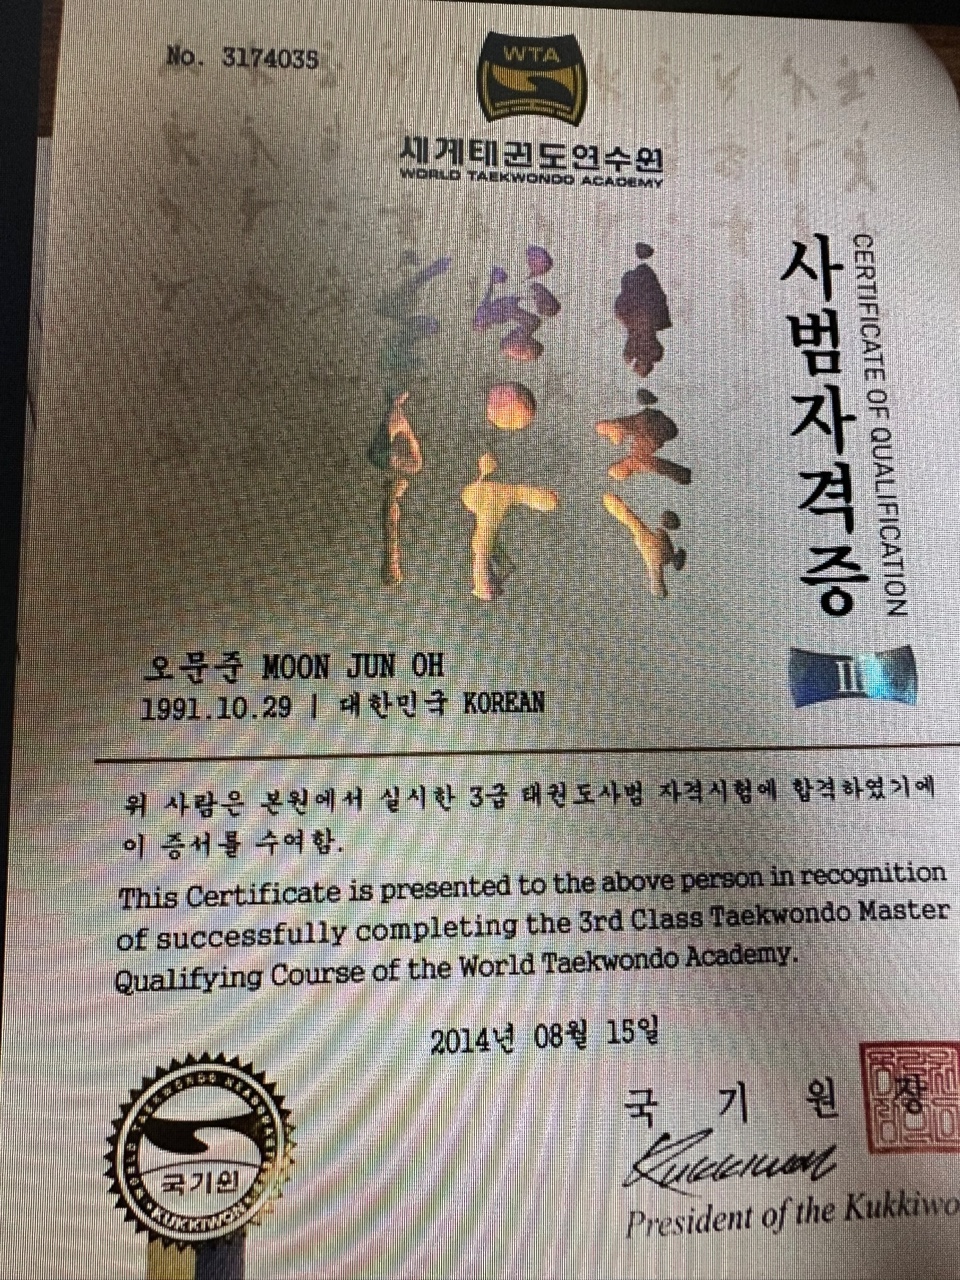 No. 3174035
WTA
세계태권도연수원
WORLD TAEKWONDO ACADEMY
사범자격증
CERTIFICATE OF QUALIFICATION
III
오문준 MOON JUN OH
1991.10.29 | 대한민국 KOREAN
위 사람은 본원에서 실시한 3급 태권도사범 자격시험에 합격하였기에
이 증서를 수여함.
This Certificate is presented to the above person in recognition
of successfully completing the 3rd Class Taekwondo Master
Qualifying Course of the World Taekwondo Academy.
2014년 08월 15일
국 기 원 장
Kukkiwon
President of the Kukkiwo
국기원
KUKKIWON